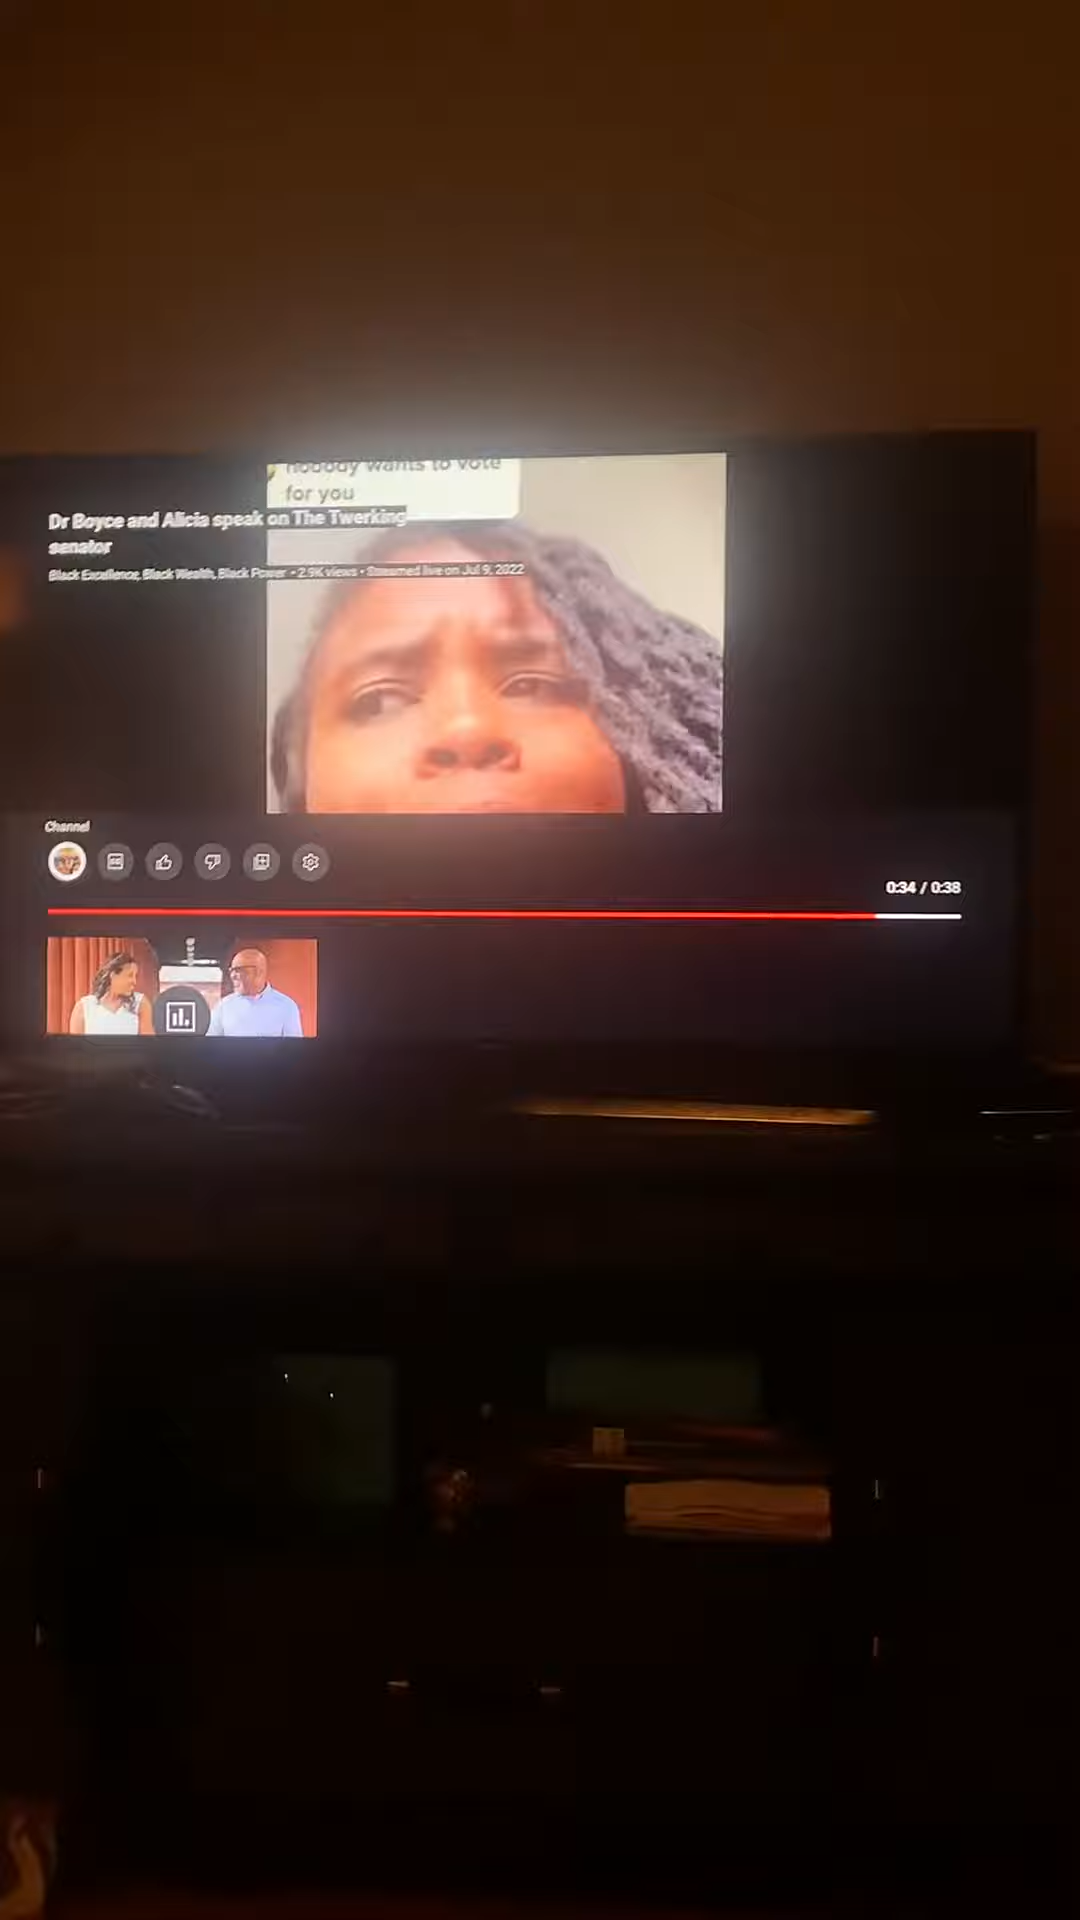 nobody wants to vote
for you
Dr Boyce and Alicia speak on The Twerking
senator
Black Excellence, Black Wealth, Black Power • 2.9K views • Streamed live on Jul 9, 2022
Channel
0:34 / 0:38